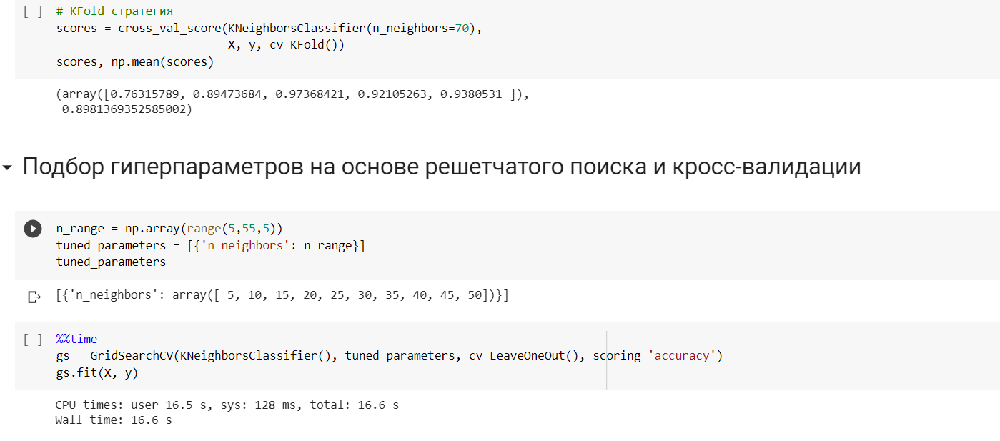 [ ] # KFold стратегия
scores = cross_val_score(KNeighborsClassifier(n_neighbors=70),
X, y, cv=KFold())
scores, np.mean(scores)
(array([0.76315789, 0.89473684, 0.97368421, 0.92105263, 0.9380531 ]),
0.8981369352585002)
Подбор гиперпараметров на основе решетчатого поиска и кросс-валидации
n_range = np.array(range(5,55,5))
tuned_parameters = [{'n_neighbors': n_range}]
tuned_parameters
[{'n_neighbors': array([ 5, 10, 15, 20, 25, 30, 35, 40, 45, 50])}]
[ ] %%time
gs = GridSearchCV(KNeighborsClassifier(), tuned_parameters, cv=LeaveOneOut(), scoring='accuracy')
gs.fit(X, y)
CPU times: user 16.5 s, sys: 128 ms, total: 16.6 s
Wall time: 16.6 s